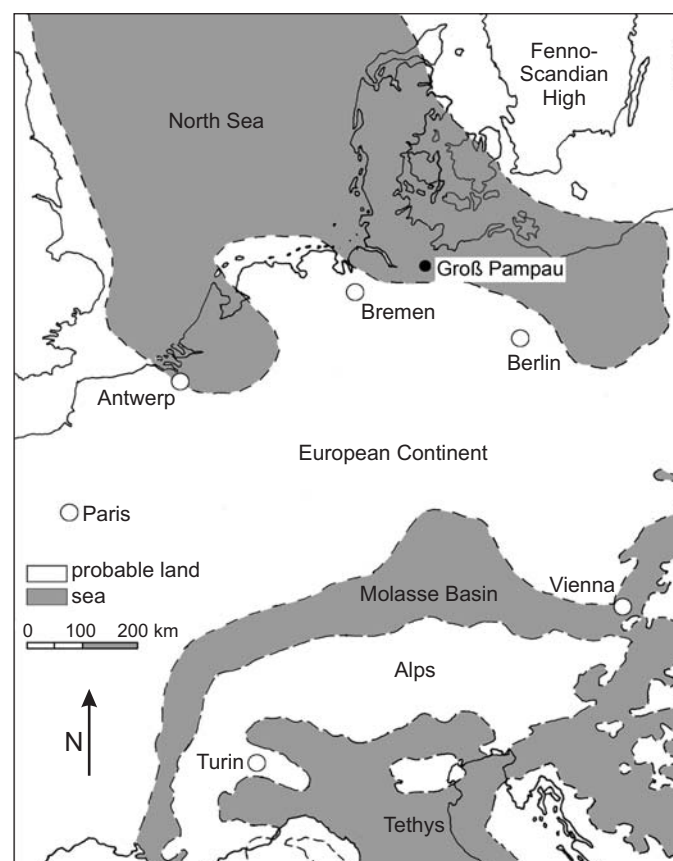 Fenno-
Scandian
High
North Sea
Groß Pampau
Bremen
Berlin
Antwerp
European Continent
Paris
probable land
sea
Molasse Basin
Vienna
0 100 200 km
Alps
N
Turin
Tethys